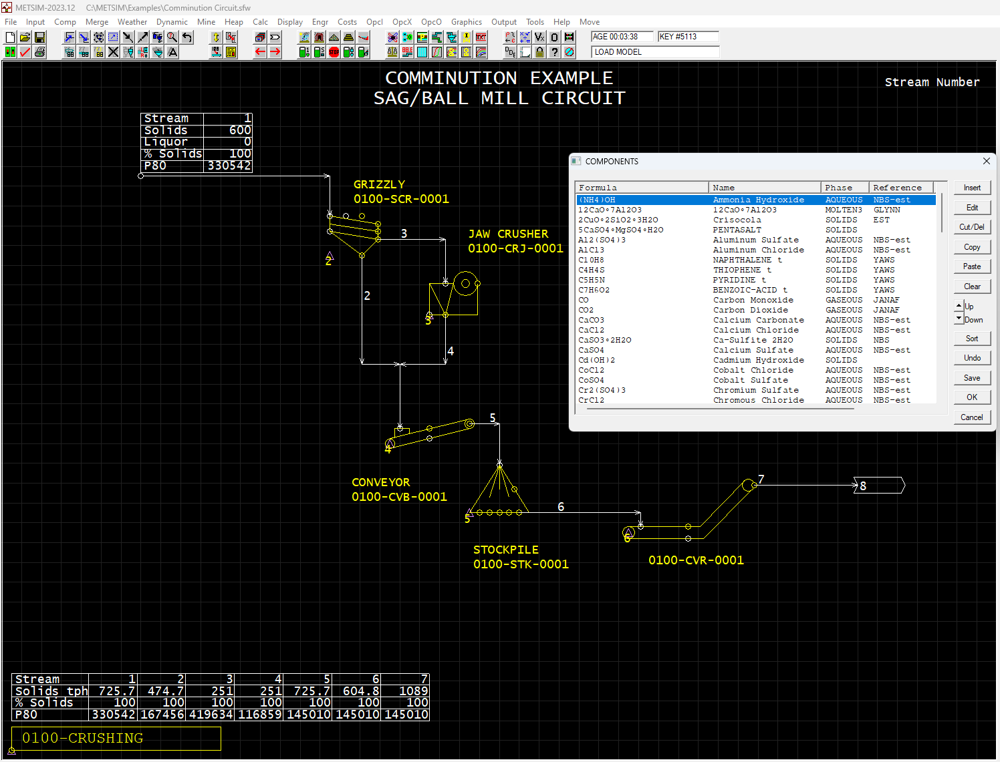 METSIM-2023.12 C:\METSIM\Examples\Comminution Circuit.sfw
File Input Comp Merge Weather Dynamic Mine Heap Calc Display Engr Costs OpcI OpcX OpcO Graphics Output Tools Help Move
AGE 00:03:38 KEY #5113
LOAD MODEL
COMMINUTION EXAMPLE
SAG/BALL MILL CIRCUIT
Stream Number
Stream 1
Solids 600
Liquor 0
% Solids 100
P80 330542
GRIZZLY
0100-SCR-0001
2
3
JAW CRUSHER
0100-CRJ-0001
2
3
4
4
5
CONVEYOR
0100-CVB-0001
5
6
STOCKPILE
0100-STK-0001
6
7
8
0100-CVR-0001
COMPONENTS
Formula Name Phase Reference
(NH4)OH Ammonia Hydroxide AQUEOUS NBS-est
12CaO∘7Al2O3 12CaO∘7Al2O3 MOLTEN3 GLYNN
2CuO∘2SiO2∘3H2O Crisocola SOLIDS EST
5CaSO4∘MgSO4∘H2O PENTASALT SOLIDS
Al2(SO4)3 Aluminum Sulfate AQUEOUS NBS-est
AlCl3 Aluminum Chloride AQUEOUS NBS-est
C10H8 NAPHTHALENE t SOLIDS YAWS
C4H4S THIOPHENE t SOLIDS YAWS
C5H5N PYRIDINE t SOLIDS YAWS
C7H6O2 BENZOIC-ACID t SOLIDS YAWS
CO Carbon Monoxide GASEOUS JANAF
CO2 Carbon Dioxide GASEOUS JANAF
CaCO3 Calcium Carbonate AQUEOUS NBS-est
CaCl2 Calcium Chloride AQUEOUS NBS-est
CaSO3∘2H2O Ca-Sulfite 2H2O SOLIDS NBS
CaSO4 Calcium Sulfate AQUEOUS NBS-est
Cd(OH)2 Cadmium Hydroxide SOLIDS
CoCl2 Cobalt Chloride AQUEOUS NBS-est
CoSO4 Cobalt Sulfate AQUEOUS NBS-est
Cr2(SO4)3 Chromium Sulfate AQUEOUS NBS-est
CrCl2 Chromous Chloride AQUEOUS NBS-est
Insert
Edit
Cut/Del
Copy
Paste
Clear
Up
Down
Sort
Undo
Save
OK
Cancel
Stream 1 2 3 4 5 6 7
Solids tph 725.7 474.7 251 251 725.7 604.8 1089
% Solids 100 100 100 100 100 100 100
P80 330542 167456 419634 116859 145010 145010 145010
0100-CRUSHING